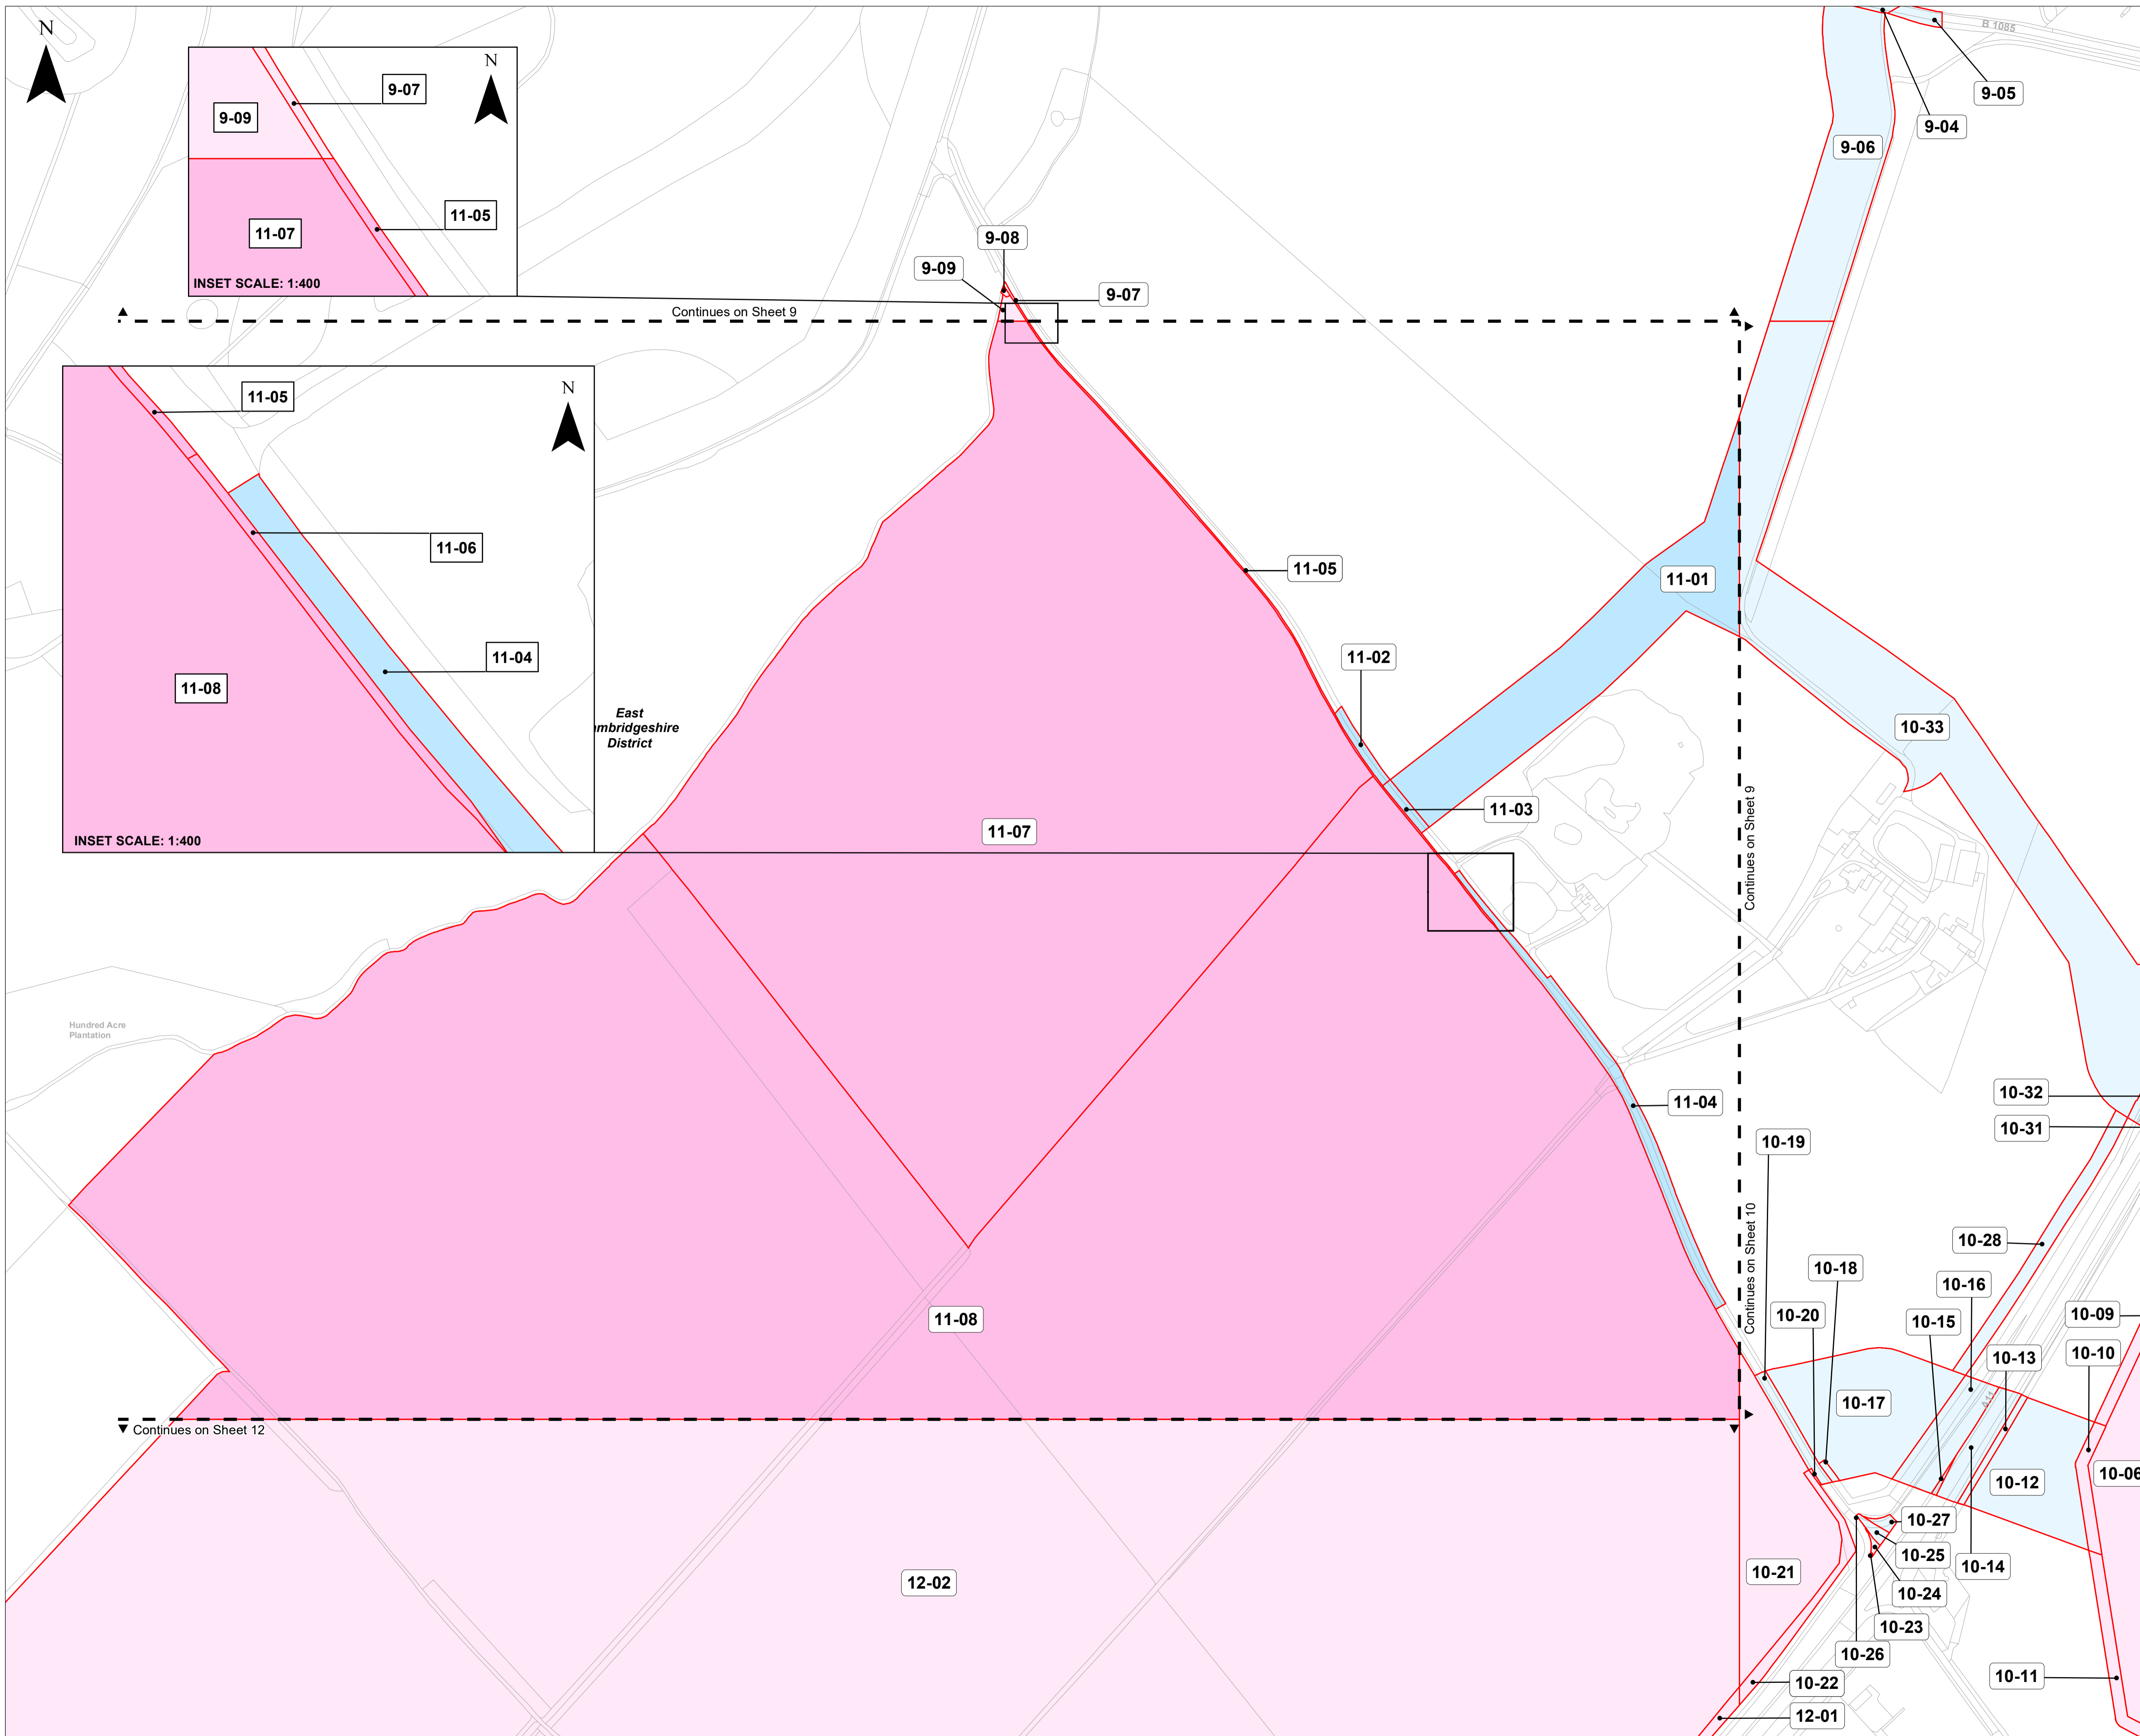 N
N
9-07
9-09
11-05
11-07
INSET SCALE: 1:400
B 1085
9-05
9-04
9-06
9-08
9-09
9-07
Continues on Sheet 9
11-05
N
11-06
11-04
11-08
INSET SCALE: 1:400
East
mbridgeshire
District
11-05
11-01
11-02
11-03
11-07
10-33
Continues on Sheet 9
Hundred Acre
Plantation
11-04
10-32
10-31
10-19
Continues on Sheet 10
10-28
10-18
10-16
10-20
10-15
10-09
11-08
10-13
10-10
A 11
10-17
Continues on Sheet 12
10-12
10-06
10-27
10-25
10-14
10-21
12-02
10-24
10-23
10-26
10-11
10-22
12-01